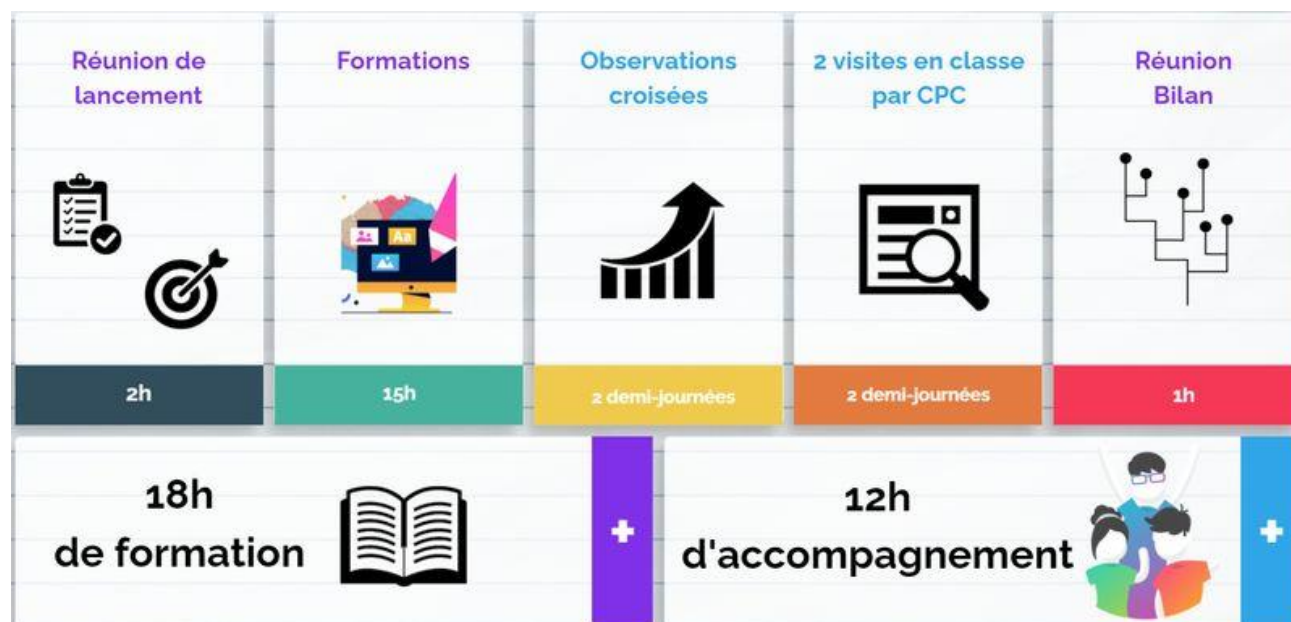 Réunion de
lancement
Formations
Observations
croisées
2 visites en classe
par CPC
Réunion
Bilan
Aa
2h
15h
2 demi-journées
2 demi-journées
1h
18h
de formation
+
12h
d'accompagnement
+